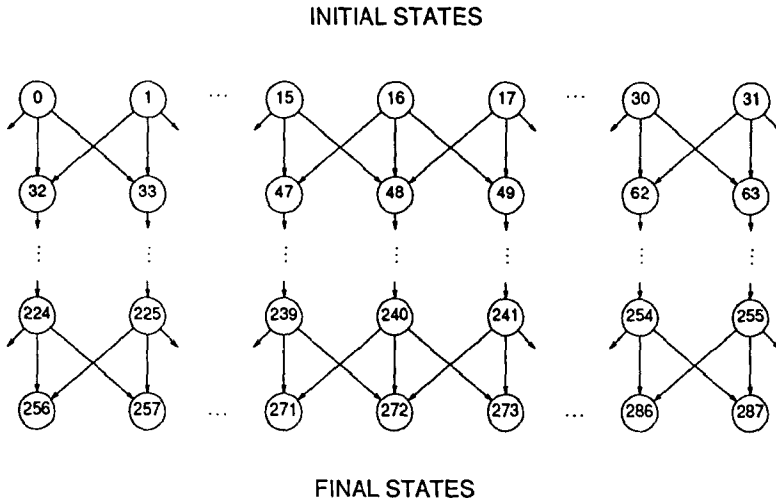 INITIAL STATES
0 1 ... 15 16 17 ... 30 31
32 33 47 48 49 62 63
⋮ ⋮ ⋮ ⋮ ⋮ ⋮ ⋮
224 225 239 240 241 254 255
256 257 ... 271 272 273 ... 286 287
FINAL STATES